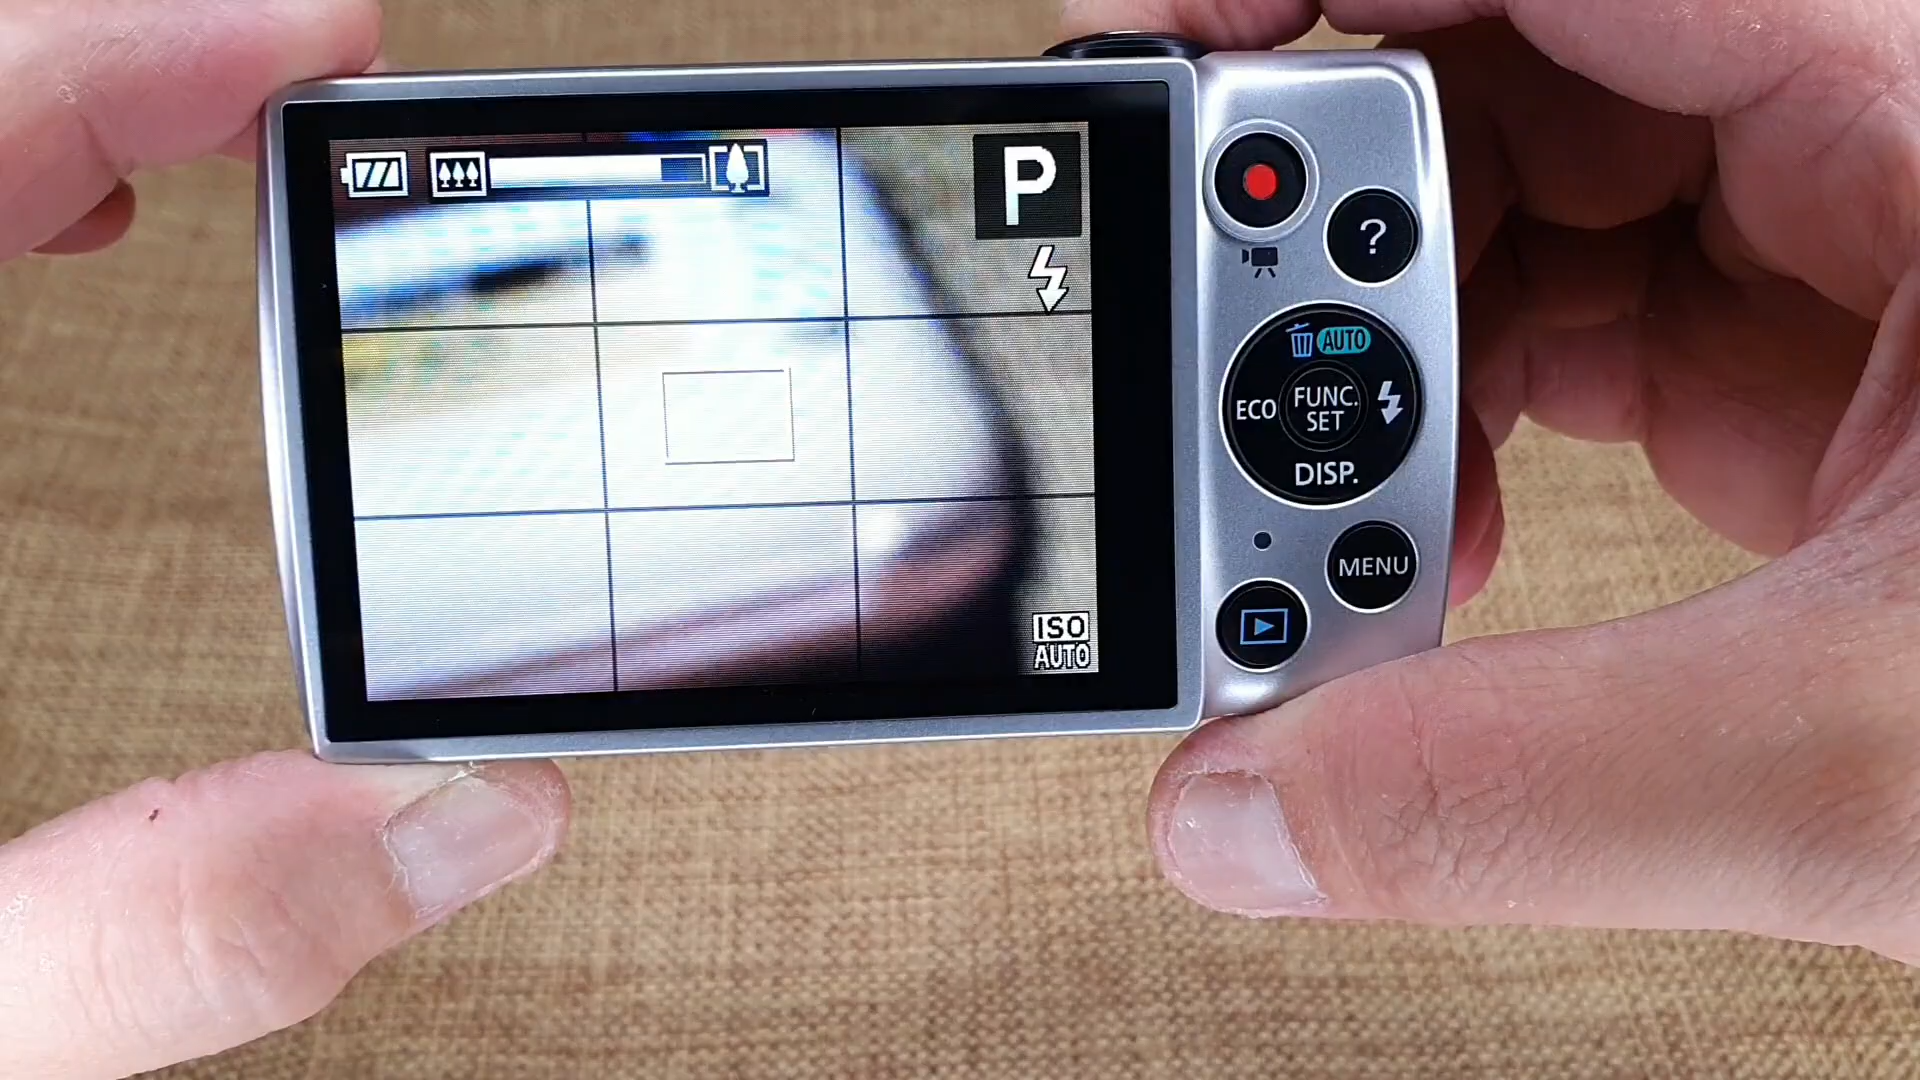 P
ISO
AUTO
?
AUTO
ECO
FUNC.
SET
DISP.
MENU